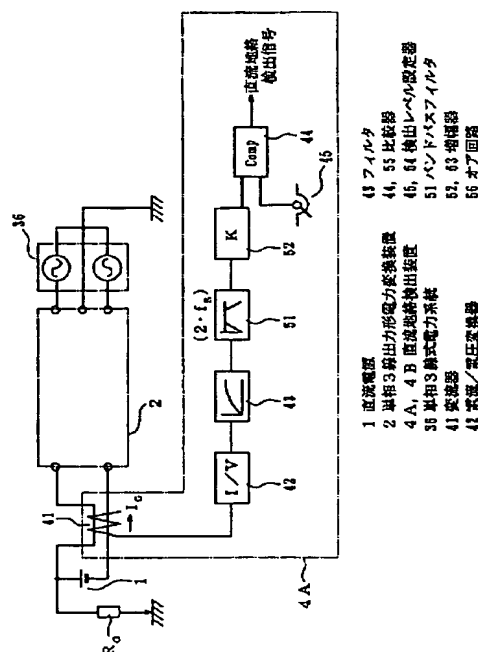 36
2
41
I_G
1
R_G
直流地絡
検出信号
Comp
44
45
K
52
(2・f_R)
51
43
I/V
42
4A
1 直流電源
2 単相3線出力形電力変換装置
4A, 4B 直流地絡検出装置
36 単相3線式電力系統
41 変流器
42 電流/電圧変換器
43 フィルタ
44, 55 比較器
45, 54 検出レベル設定器
51 バンドパスフィルタ
52, 53 増幅器
56 オア回路